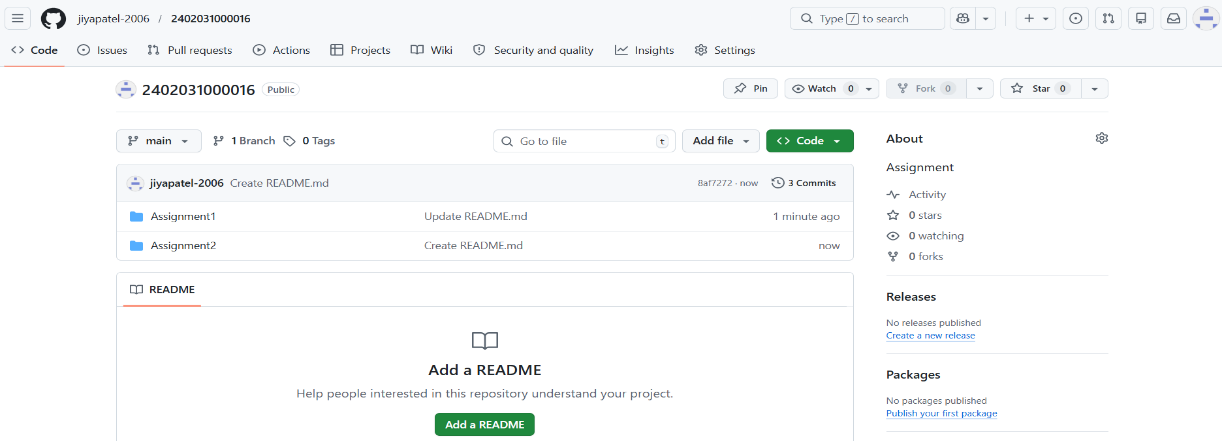 jiyapatel-2006 / 2402031000016 Type / to search
Code Issues Pull requests Actions Projects Wiki Security and quality Insights Settings
2402031000016 Public Pin Watch 0 Fork 0 Star 0
main 1 Branch 0 Tags Go to file t Add file Code
jiyapatel-2006 Create README.md 8af7272 · now 3 Commits
Assignment1 Update README.md 1 minute ago
Assignment2 Create README.md now
README
Add a README
Help people interested in this repository understand your project.
Add a README
About
Assignment
Activity
0 stars
0 watching
0 forks
Releases
No releases published
Create a new release
Packages
No packages published
Publish your first package